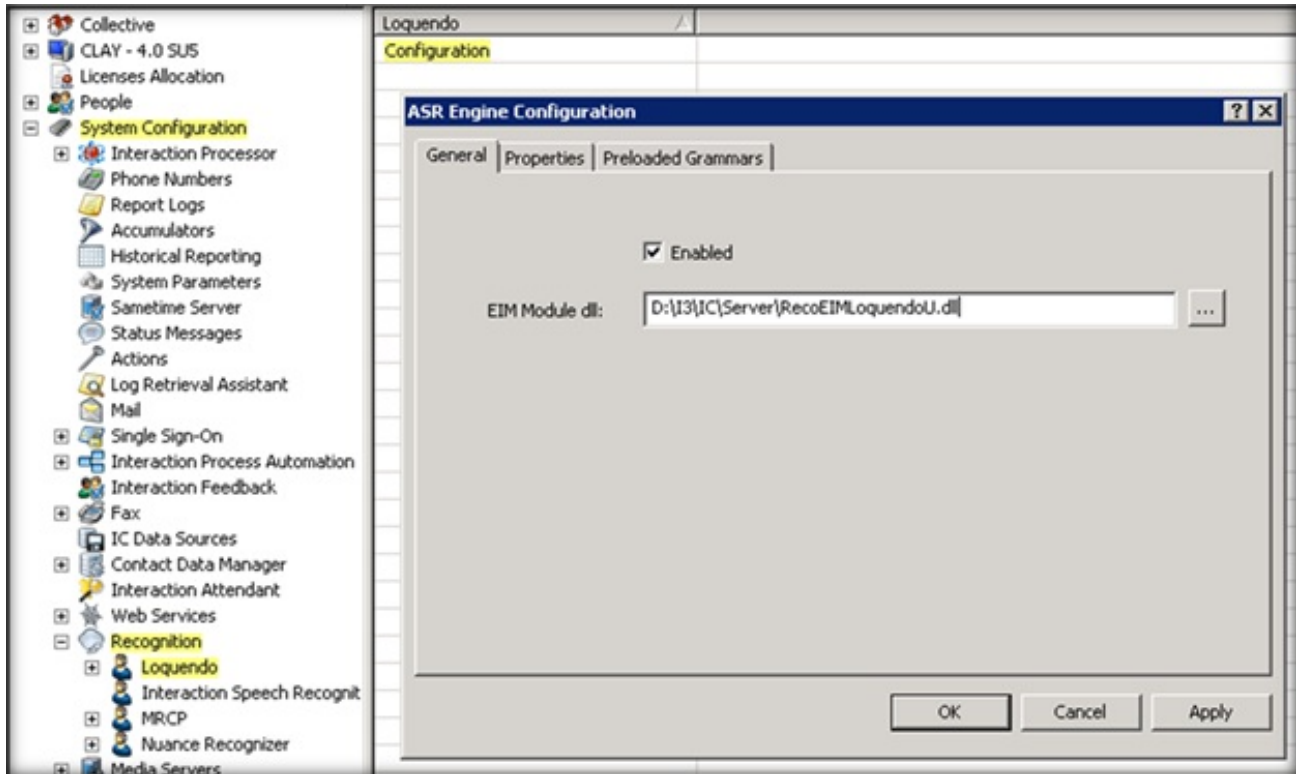 Collective
CLAY - 4.0 SU5
Licenses Allocation
People
System Configuration
Interaction Processor
Phone Numbers
Report Logs
Accumulators
Historical Reporting
System Parameters
Sametime Server
Status Messages
Actions
Log Retrieval Assistant
Mail
Single Sign-On
Interaction Process Automation
Interaction Feedback
Fax
IC Data Sources
Contact Data Manager
Interaction Attendant
Web Services
Recognition
Loquendo
Interaction Speech Recognit
MRCP
Nuance Recognizer
Media Servers
Loquendo
Configuration
ASR Engine Configuration
General Properties Preloaded Grammars
Enabled
EIM Module dll: D:\I3\IC\Server\RecoEIMLoquendoU.dll ...
OK Cancel Apply